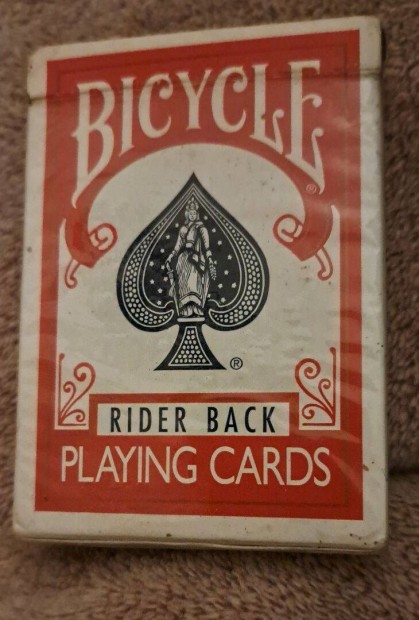 BICYCLE
®
®
RIDER BACK
PLAYING CARDS